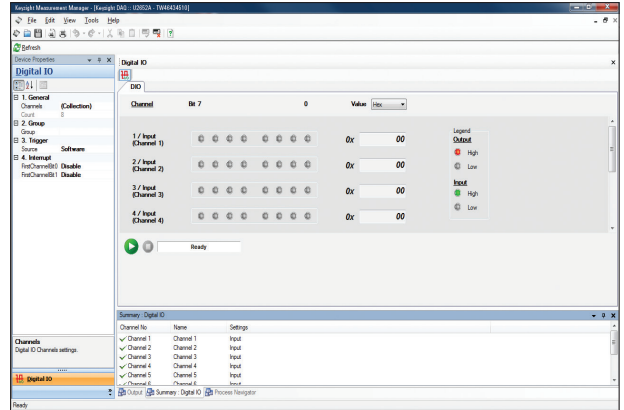 Keysight Measurement Manager - [Keysight DAQ :: U2652A - TW46434510]
File Edit View Tools Help
Refresh
Device Properties
Digital IO
1. General
Channels (Collection)
Count 8
2. Group
Group
3. Trigger
Source Software
4. Interrupt
FirstChannelBit0 Disable
FirstChannelBit1 Disable
Channels
Digital IO Channels settings.
Digital IO
Digital IO
DIO
Channel Bit 7 0 Value Hex
1 / Input
(Channel 1) 0x 00
2 / Input
(Channel 2) 0x 00
3 / Input
(Channel 3) 0x 00
4 / Input
(Channel 4) 0x 00
Legend
Output
High
Low
Input
High
Low
Ready
Summary : Digital IO
Channel No Name Settings
Channel 1 Channel 1 Input
Channel 2 Channel 2 Input
Channel 3 Channel 3 Input
Channel 4 Channel 4 Input
Channel 5 Channel 5 Input
Channel 6 Channel 6 Input
Output Summary : Digital IO Process Navigator
Ready